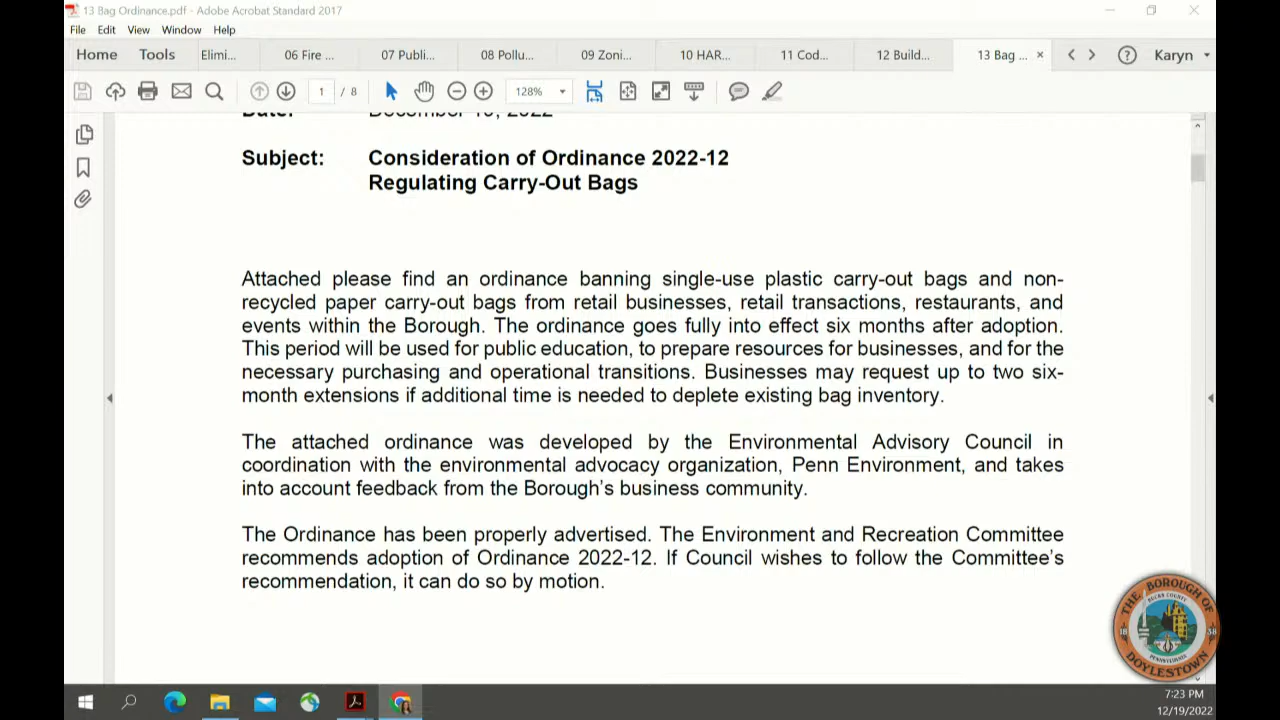 13 Bag Ordinance.pdf - Adobe Acrobat Standard 2017
File Edit View Window Help
Home Tools Elimi... 06 Fire ... 07 Publi... 08 Pollu... 09 Zoni... 10 HAR... 11 Cod... 12 Build... 13 Bag ... × Karyn
1 / 8 128%
Subject: Consideration of Ordinance 2022-12
Regulating Carry-Out Bags
Attached please find an ordinance banning single-use plastic carry-out bags and non-
recycled paper carry-out bags from retail businesses, retail transactions, restaurants, and
events within the Borough. The ordinance goes fully into effect six months after adoption.
This period will be used for public education, to prepare resources for businesses, and for the
necessary purchasing and operational transitions. Businesses may request up to two six-
month extensions if additional time is needed to deplete existing bag inventory.
The attached ordinance was developed by the Environmental Advisory Council in
coordination with the environmental advocacy organization, Penn Environment, and takes
into account feedback from the Borough's business community.
The Ordinance has been properly advertised. The Environment and Recreation Committee
recommends adoption of Ordinance 2022-12. If Council wishes to follow the Committee's
recommendation, it can do so by motion.
THE BOROUGH OF
BUCKS COUNTY
18 38
PENNSYLVANIA
DOYLESTOWN
7:23 PM
12/19/2022